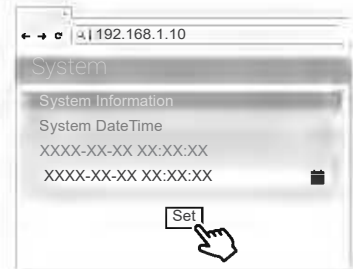 192.168.1.10
System
System Information
System DateTime
XXXX-XX-XX XX:XX:XX
XXXX-XX-XX XX:XX:XX
Set